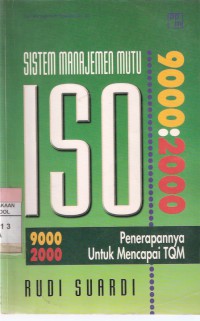 SISTEM MANAJEMEN MUTU
ISO
9000:2000
9000
2000
Penerapannya
Untuk Mencapai TQM
RUDI SUARDI